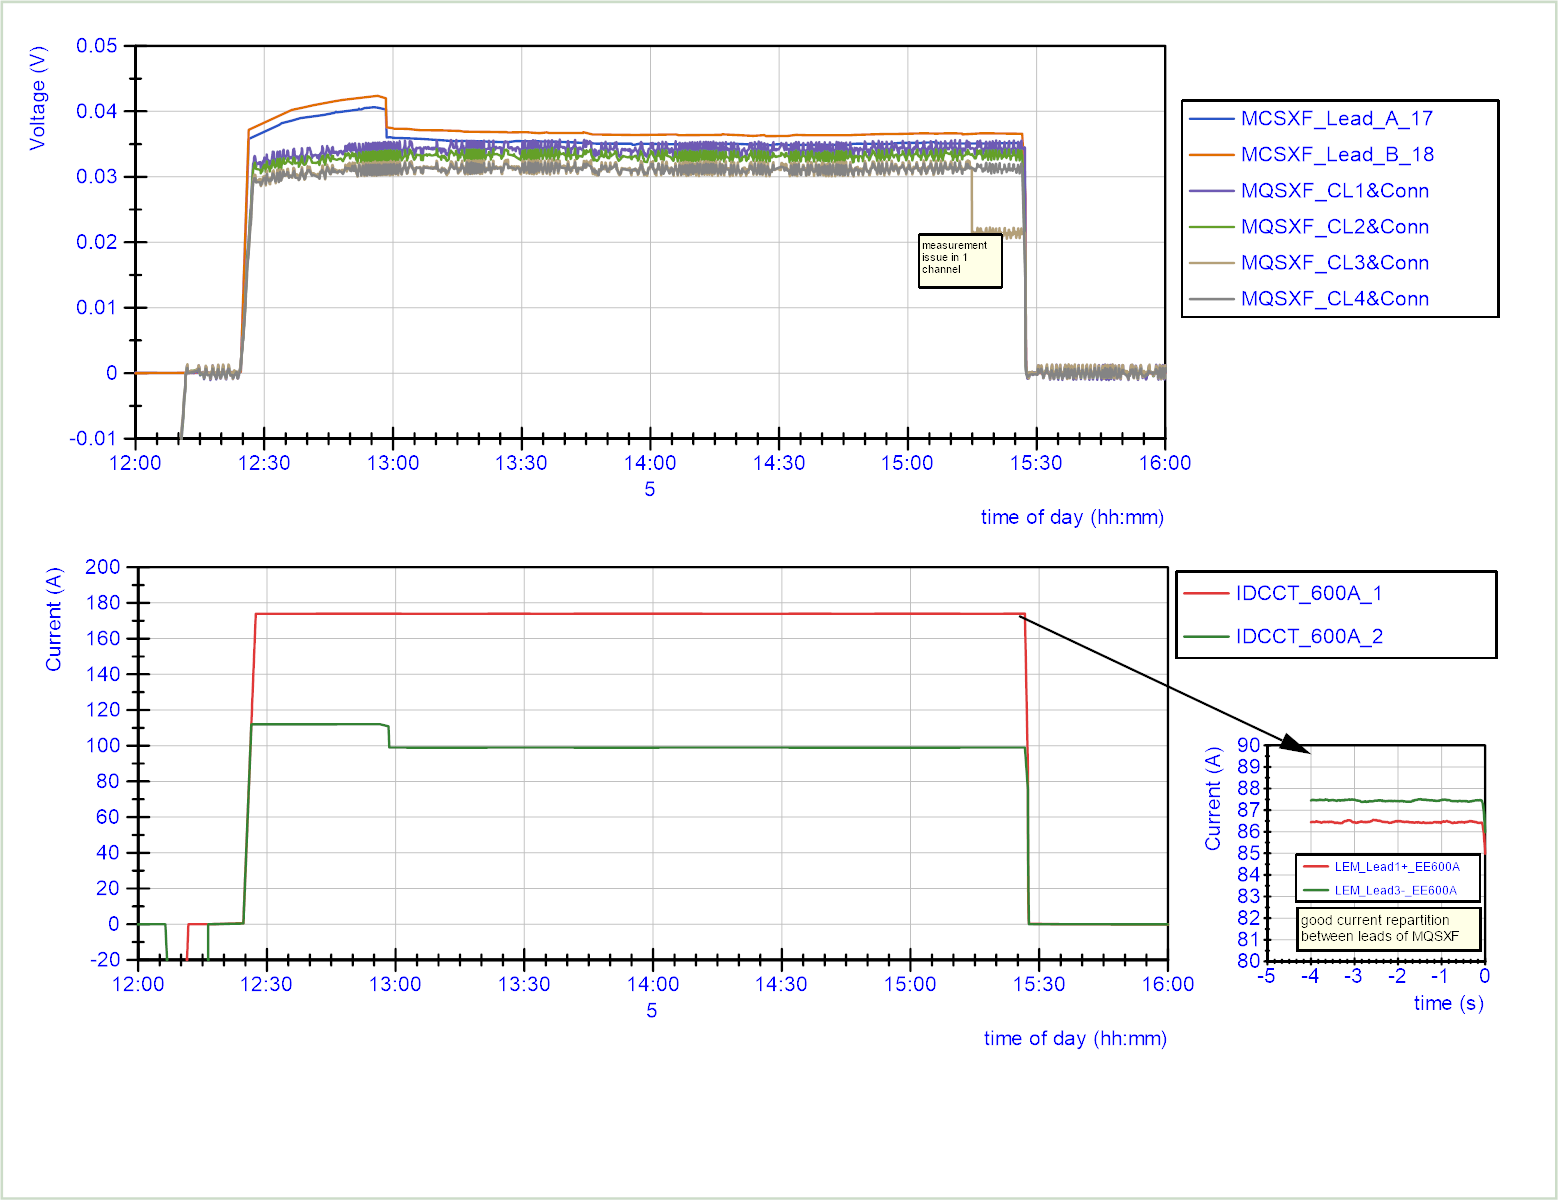 Voltage (V)
0.05
0.04
0.03
0.02
0.01
0
-0.01
12:00 12:30 13:00 13:30 14:00 14:30 15:00 15:30 16:00
5
time of day (hh:mm)
measurement
issue in 1
channel
MCSXF_Lead_A_17
MCSXF_Lead_B_18
MQSXF_CL1&Conn
MQSXF_CL2&Conn
MQSXF_CL3&Conn
MQSXF_CL4&Conn
Current (A)
200
180
160
140
120
100
80
60
40
20
0
-20
12:00 12:30 13:00 13:30 14:00 14:30 15:00 15:30 16:00
5
time of day (hh:mm)
IDCCT_600A_1
IDCCT_600A_2
Current (A)
90
89
88
87
86
85
84
83
82
81
80
LEM_Lead1+_EE600A
LEM_Lead3-_EE600A
good current repartition
between leads of MQSXF
-5 -4 -3 -2 -1 0
time (s)